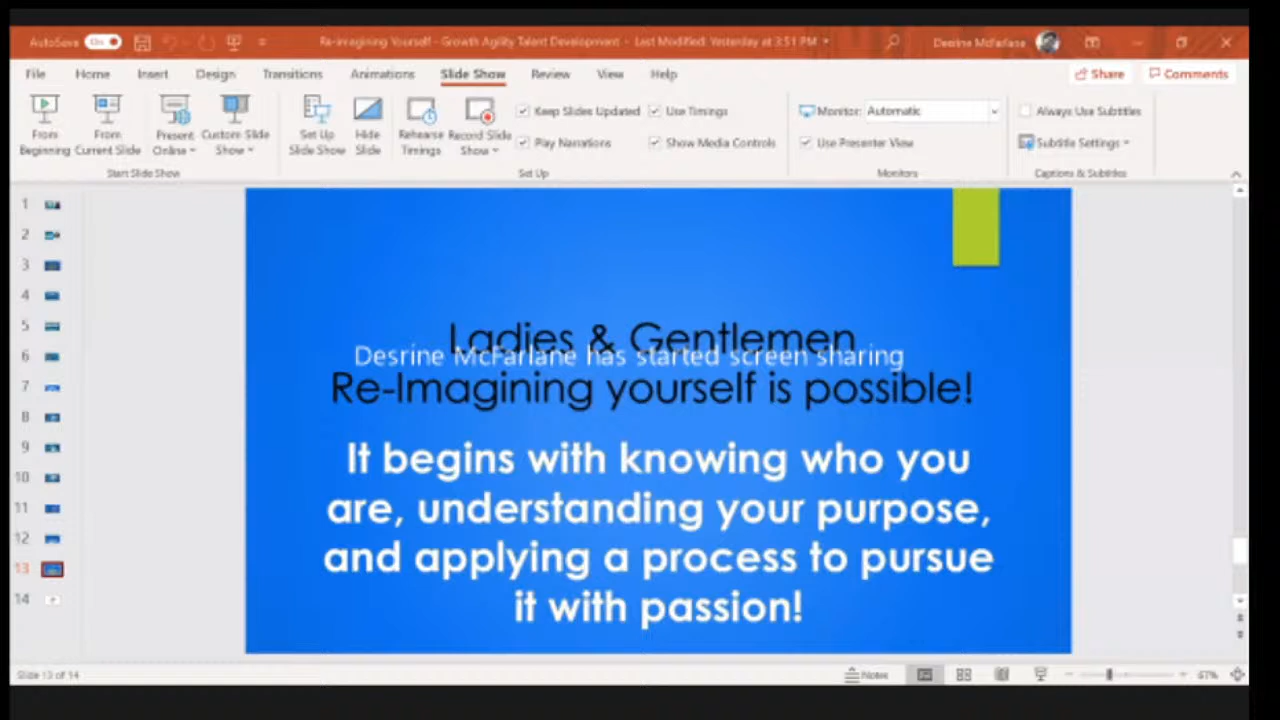 AutoSave On Re-imagining Yourself - Growth Agility Talent Development - Last Modified: Yesterday at 3:51 PM Desrine McFarlane
File Home Insert Design Transitions Animations Slide Show Review View Help Share Comments
From Beginning
From Current Slide
Present Online
Custom Slide Show
Start Slide Show
Set Up Slide Show
Hide Slide
Rehearse Timings
Record Slide Show
Keep Slides Updated
Use Timings
Play Narrations
Show Media Controls
Set Up
Monitor: Automatic
Use Presenter View
Monitors
Always Use Subtitles
Subtitle Settings
Captions & Subtitles
1
2
3
4
5
6
7
8
9
10
11
12
13
14
Ladies & Gentlemen
Desrine McFarlane has started screen sharing
Re-Imagining yourself is possible!
It begins with knowing who you
are, understanding your purpose,
and applying a process to pursue
it with passion!
Slide 13 of 14 Notes 67%